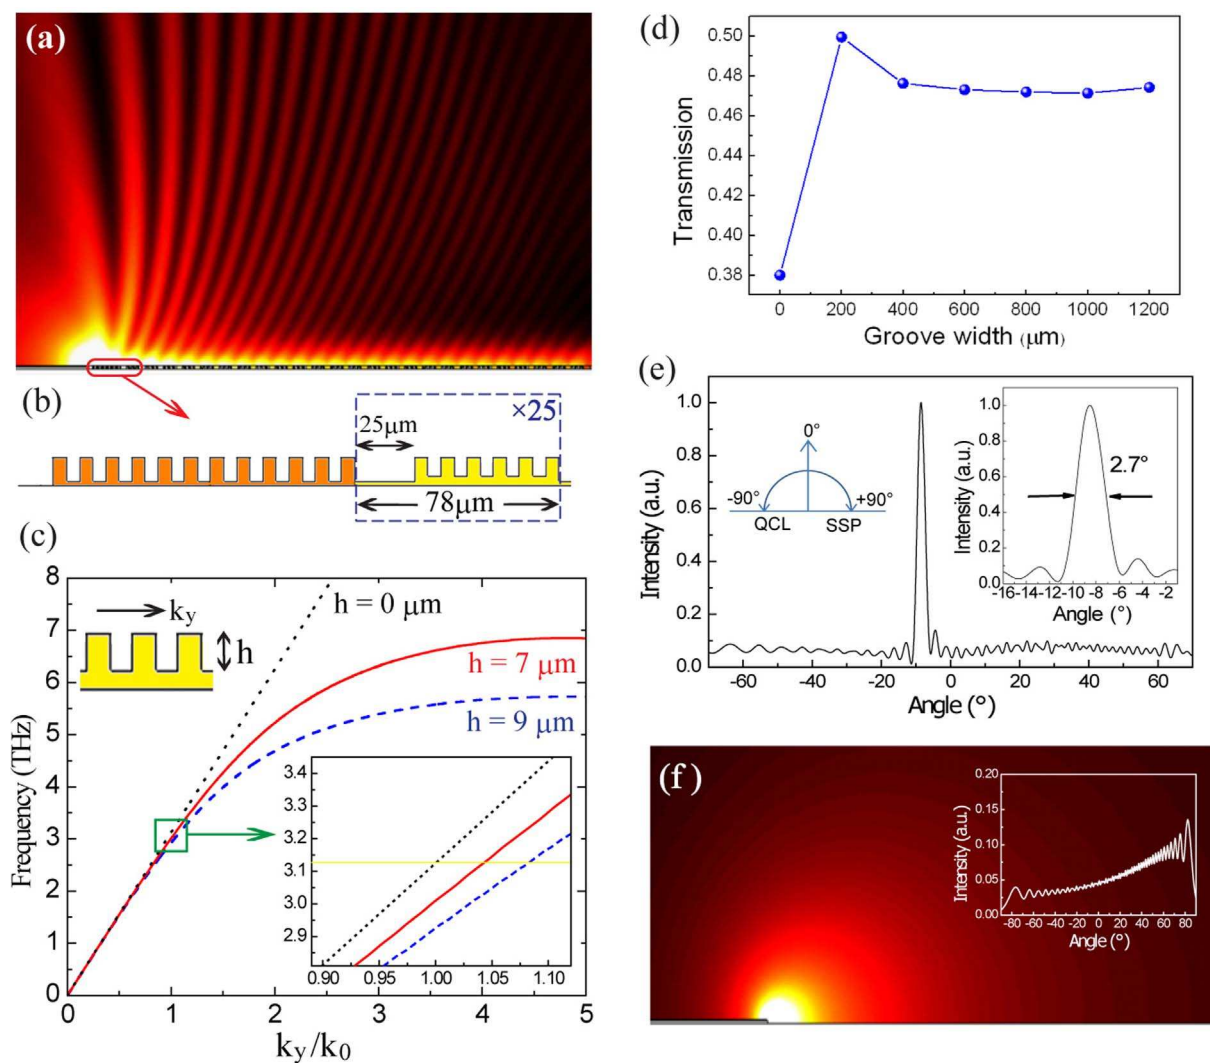 (a)
(b)
×25
25μm
78μm
(c)
8
7
6
5
4
3
2
1
0
Frequency (THz)
k_y
h
h = 0 μm
h = 7 μm
h = 9 μm
3.4
3.3
3.2
3.1
3.0
2.9
0.90 0.95 1.00 1.05 1.10
0 1 2 3 4 5
k_y/k_0
(d)
0.50
0.48
0.46
0.44
0.42
0.40
0.38
Transmission
0 200 400 600 800 1000 1200
Groove width (μm)
(e)
1.0
0.8
0.6
0.4
0.2
0.0
Intensity (a.u.)
0°
-90° +90°
QCL SSP
1.0
0.8
0.6
0.4
0.2
0.0
Intensity (a.u.)
2.7°
-16 -14 -12 -10 -8 -6 -4 -2
Angle (°)
-60 -40 -20 0 20 40 60
Angle (°)
(f)
0.20
0.15
0.10
0.05
0.00
Intensity (a.u.)
-80 -60 -40 -20 0 20 40 60 80
Angle (°)